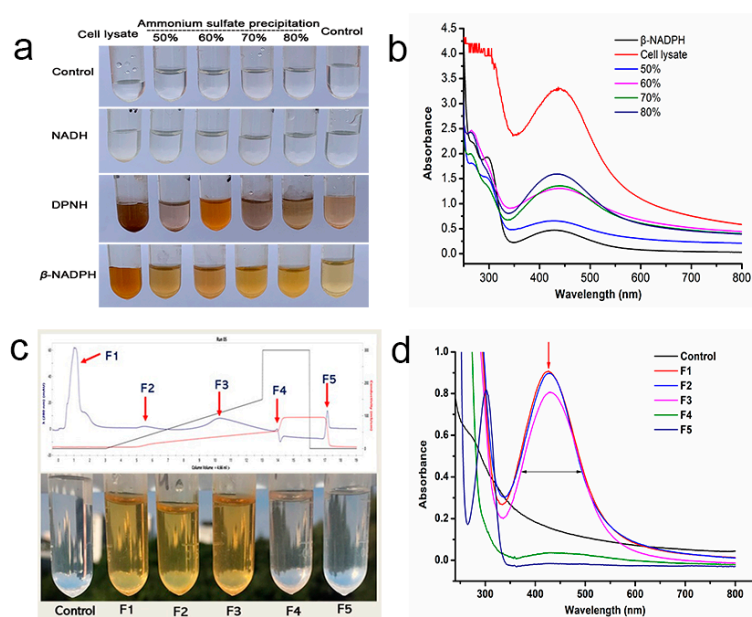 a
Ammonium sulfate precipitation
Cell lysate 50% 60% 70% 80% Control
Control
NADH
DPNH
β-NADPH
b
Absorbance
4.5
4.0
3.5
3.0
2.5
2.0
1.5
1.0
0.5
0.0
300 400 500 600 700 800
Wavelength (nm)
β-NADPH
Cell lysate
50%
60%
70%
80%
c
F1
F2
F3
F4
F5
Control F1 F2 F3 F4 F5
d
Absorbance
1.0
0.8
0.6
0.4
0.2
0.0
300 400 500 600 700 800
Wavelength (nm)
Control
F1
F2
F3
F4
F5